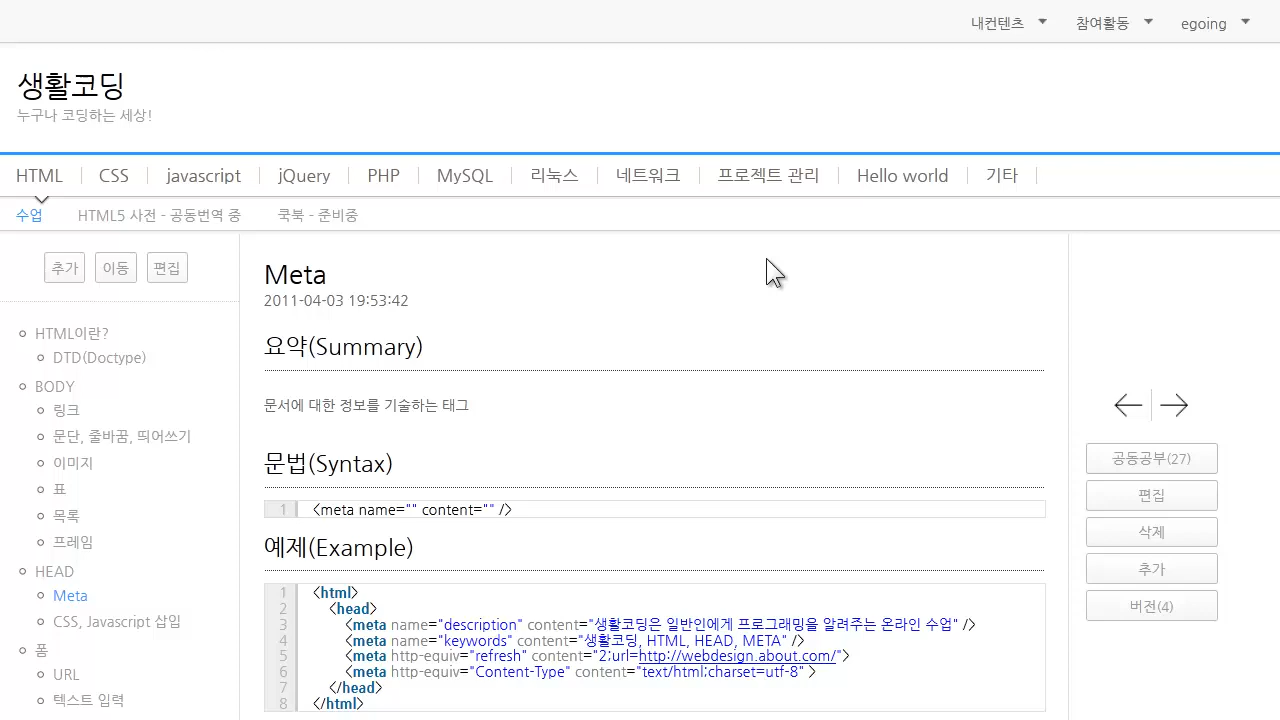 내컨텐츠 참여활동 egoing
생활코딩
누구나 코딩하는 세상!
HTML CSS javascript jQuery PHP MySQL 리눅스 네트워크 프로젝트 관리 Hello world 기타
수업 HTML5 사전 - 공동번역 중 쿡북 - 준비중
추가 이동 편집
HTML이란?
DTD(Doctype)
BODY
링크
문단, 줄바꿈, 띄어쓰기
이미지
표
목록
프레임
HEAD
Meta
CSS, Javascript 삽입
폼
URL
텍스트 입력
Meta
2011-04-03 19:53:42
요약(Summary)
문서에 대한 정보를 기술하는 태그
문법(Syntax)
1 <meta name="" content="" />
예제(Example)
1 <html>
2 <head>
3 <meta name="description" content="생활코딩은 일반인에게 프로그래밍을 알려주는 온라인 수업" />
4 <meta name="keywords" content="생활코딩, HTML, HEAD, META" />
5 <meta http-equiv="refresh" content="2;url=http://webdesign.about.com/">
6 <meta http-equiv="Content-Type" content="text/html;charset=utf-8" >
7 </head>
8 </html>
공동공부(27)
편집
삭제
추가
버전(4)